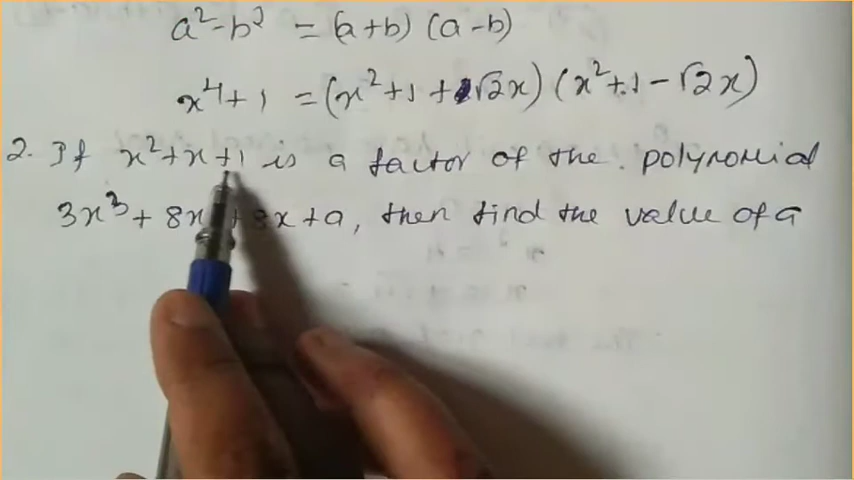 a²-b² = (a+b) (a-b)
x⁴+1 = (x²+1+√2x) (x²+1-√2x)
2. If x²+x+1 is a factor of the polynomial
3x³ + 8x + 8x+a, then find the value of a